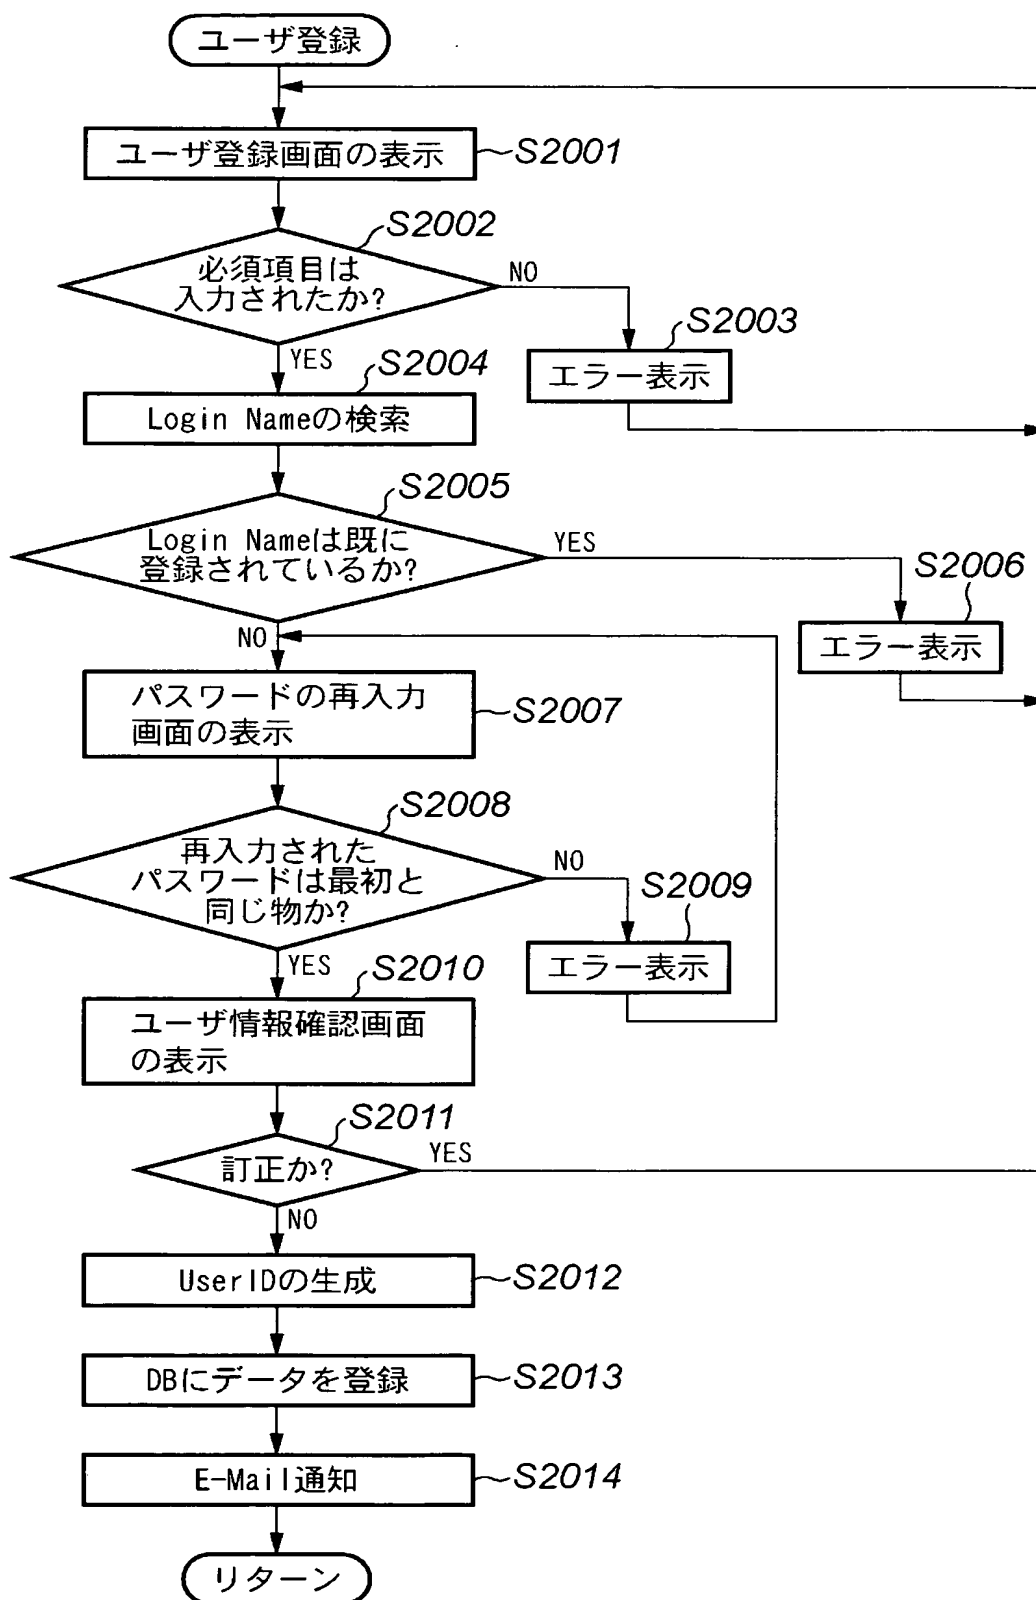 ユーザ登録
ユーザ登録画面の表示
S2001
S2002
必須項目は
入力されたか?
NO
YES
S2003
エラー表示
S2004
Login Nameの検索
S2005
Login Nameは既に
登録されているか?
YES
NO
S2006
エラー表示
パスワードの再入力
画面の表示
S2007
S2008
再入力された
パスワードは最初と
同じ物か?
NO
YES
S2009
エラー表示
S2010
ユーザ情報確認画面
の表示
S2011
訂正か?
YES
NO
UserIDの生成
S2012
DBにデータを登録
S2013
E-Mail通知
S2014
リターン